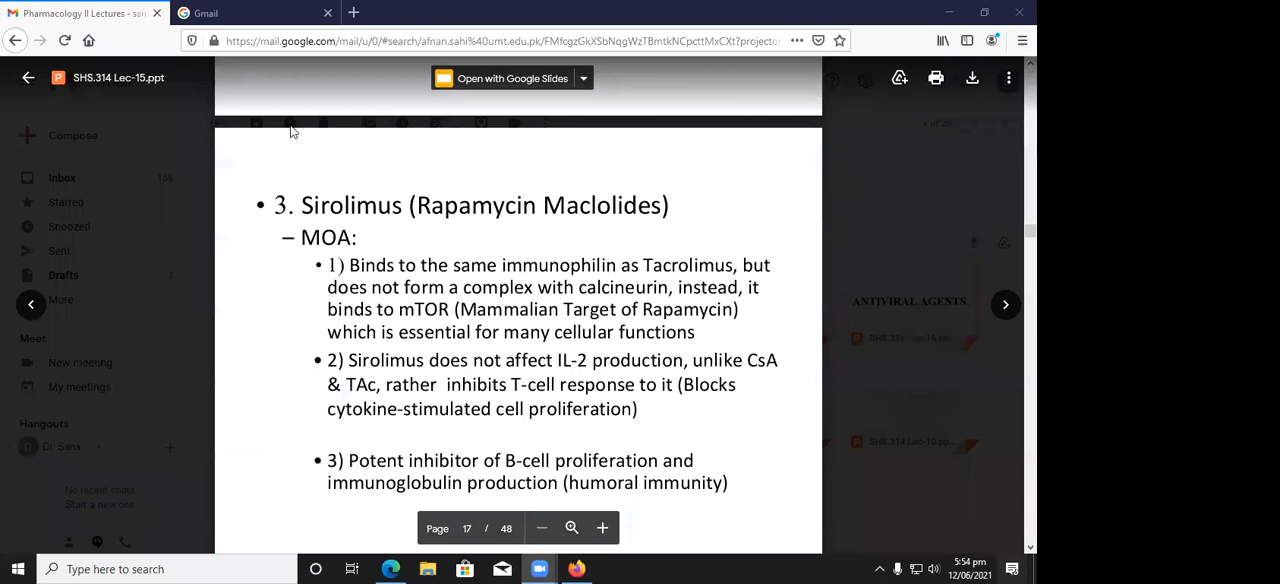 Pharmacology II Lectures - san
Gmail
https://mail.google.com/mail/u/0/#search/afnan.sahi%40umt.edu.pk/FMfcgzGkXSbNqgWzTBmtkNCpcttMxCXt?projector
SHS.314 Lec-15.ppt
Open with Google Slides
Compose
Inbox
Starred
Snoozed
Sent
Drafts
More
Meet
New meeting
My meetings
Hangouts
Dr. Sana
No recent chats
Start a new one
• 3. Sirolimus (Rapamycin Maclolides)
– MOA:
• 1) Binds to the same immunophilin as Tacrolimus, but
does not form a complex with calcineurin, instead, it
binds to mTOR (Mammalian Target of Rapamycin)
which is essential for many cellular functions
• 2) Sirolimus does not affect IL-2 production, unlike CsA
& TAc, rather inhibits T-cell response to it (Blocks
cytokine-stimulated cell proliferation)
• 3) Potent inhibitor of B-cell proliferation and
immunoglobulin production (humoral immunity)
Page 17 / 48
ANTIVIRAL AGENTS.
SHS.314 Lec-10.pp...
Type here to search
5:54 pm
12/06/2021